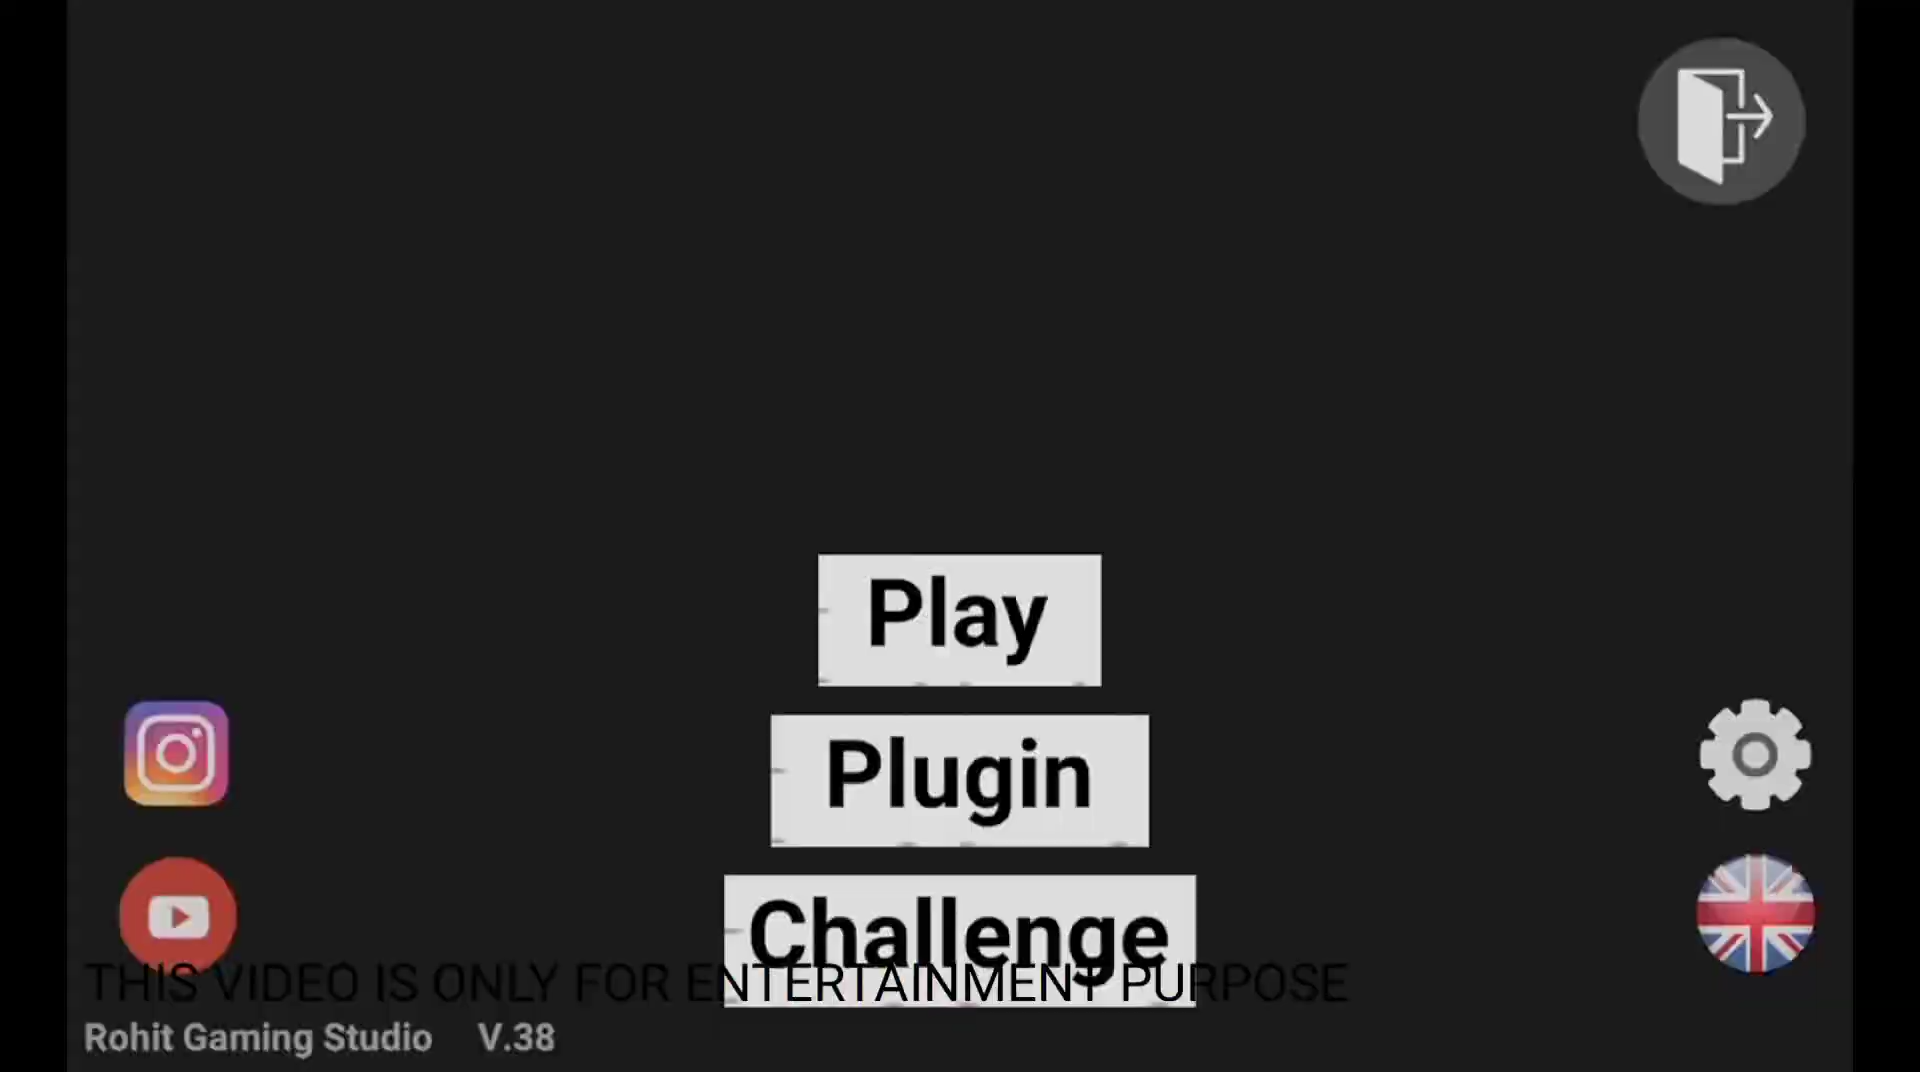 Play
Plugin
Challenge
THIS VIDEO IS ONLY FOR ENTERTAINMENT PURPOSE
Rohit Gaming Studio V.38